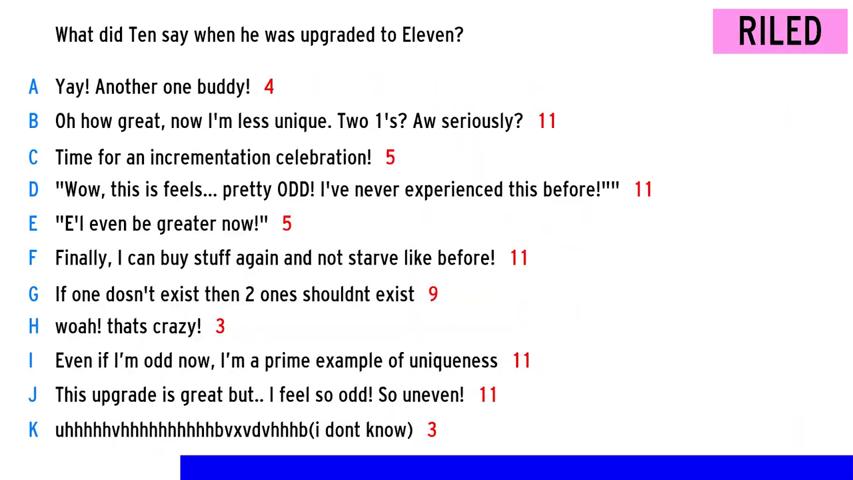 What did Ten say when he was upgraded to Eleven?
RILED
A Yay! Another one buddy! 4
B Oh how great, now I'm less unique. Two 1's? Aw seriously? 11
C Time for an incrementation celebration! 5
D "Wow, this is feels... pretty ODD! I've never experienced this before!"" 11
E "E'l even be greater now!" 5
F Finally, I can buy stuff again and not starve like before! 11
G If one dosn't exist then 2 ones shouldnt exist 9
H woah! thats crazy! 3
I Even if I'm odd now, I'm a prime example of uniqueness 11
J This upgrade is great but.. I feel so odd! So uneven! 11
K uhhhhhvhhhhhhhhhhbvxvdvhhhb(i dont know) 3